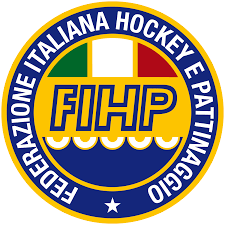 FEDERAZIONE ITALIANA HOCKEY E PATTINAGGIO
FIHP